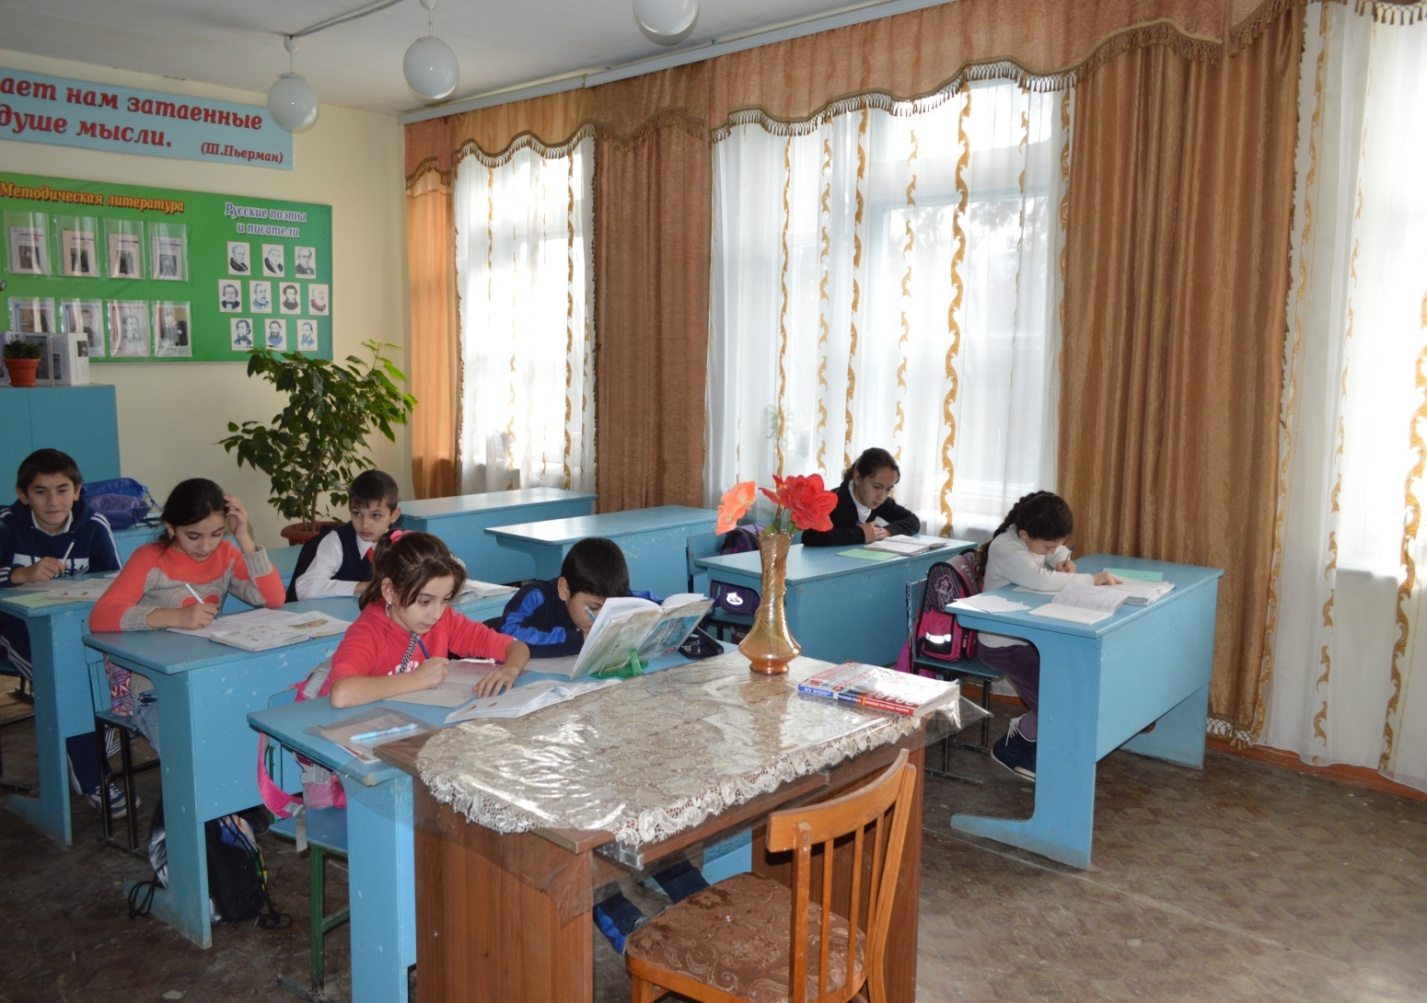 ает нам затаенные
душе мысли. (Ш.Пьерман)
Методическая литература
Русские поэты
и писатели